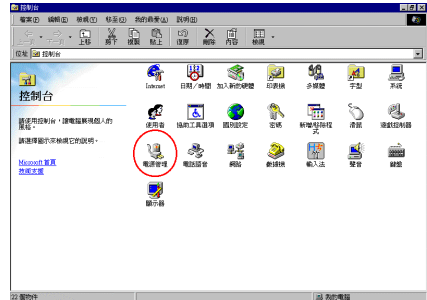 控制台
檔案(F) 編輯(E) 檢視(V) 移至(G) 我的最愛(A) 說明(H)
上移 剪下 複製 貼上 復原 刪除 內容 檢視
位址 控制台
控制台
請使用控制台,讓電腦展現個人的風格。
請選擇圖示來檢視它的說明。
Microsoft 首頁
技術支援
Internet 日期/時間 加入新的硬體 印表機 多媒體 字型 系統
使用者 協助工具選項 國別設定 密碼 新增/移除程式 滑鼠 遊戲控制器
電源管理 電話語音 網路 數據機 輸入法 聲音 鍵盤
顯示器
22 個物件 我的電腦